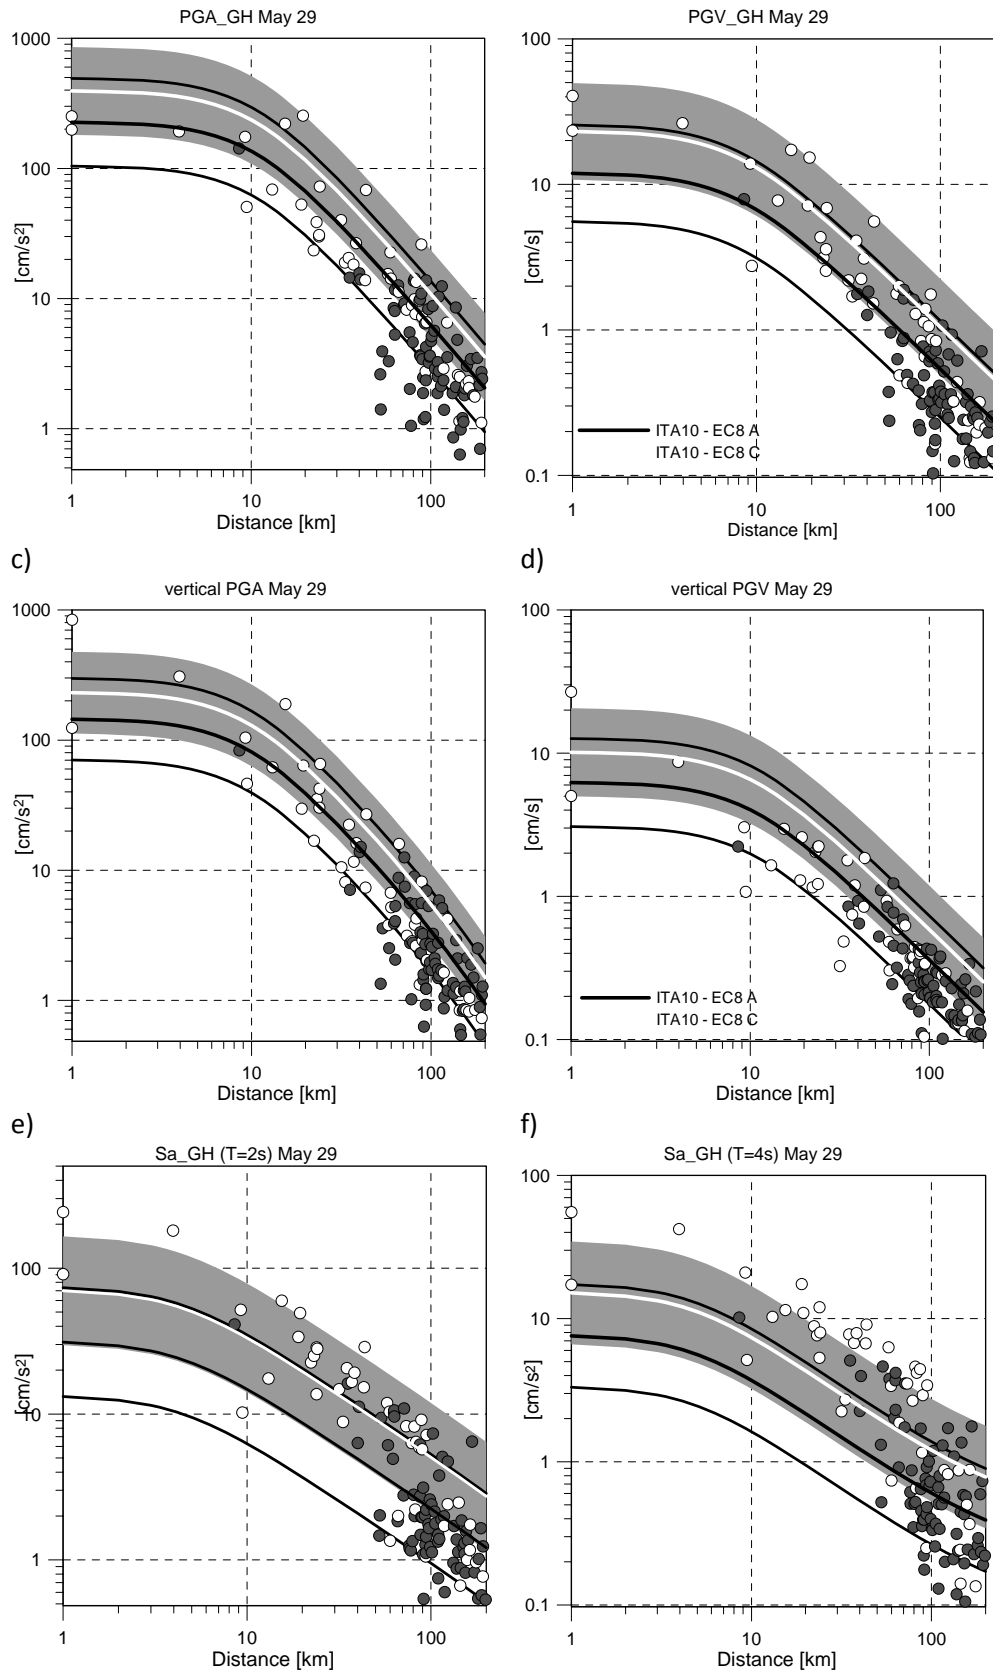 PGA_GH May 29
PGV_GH May 29
1000
100
10
1
[cm/s²]
1
10
100
Distance [km]
100
10
1
0.1
[cm/s]
ITA10 - EC8 A
ITA10 - EC8 C
1
10
100
Distance [km]
c)
d)
vertical PGA May 29
vertical PGV May 29
1000
100
10
1
[cm/s²]
1
10
100
Distance [km]
100
10
1
0.1
[cm/s]
ITA10 - EC8 A
ITA10 - EC8 C
1
10
100
Distance [km]
e)
f)
Sa_GH (T=2s) May 29
Sa_GH (T=4s) May 29
100
10
1
[cm/s²]
1
10
100
Distance [km]
100
10
1
0.1
[cm/s²]
1
10
100
Distance [km]